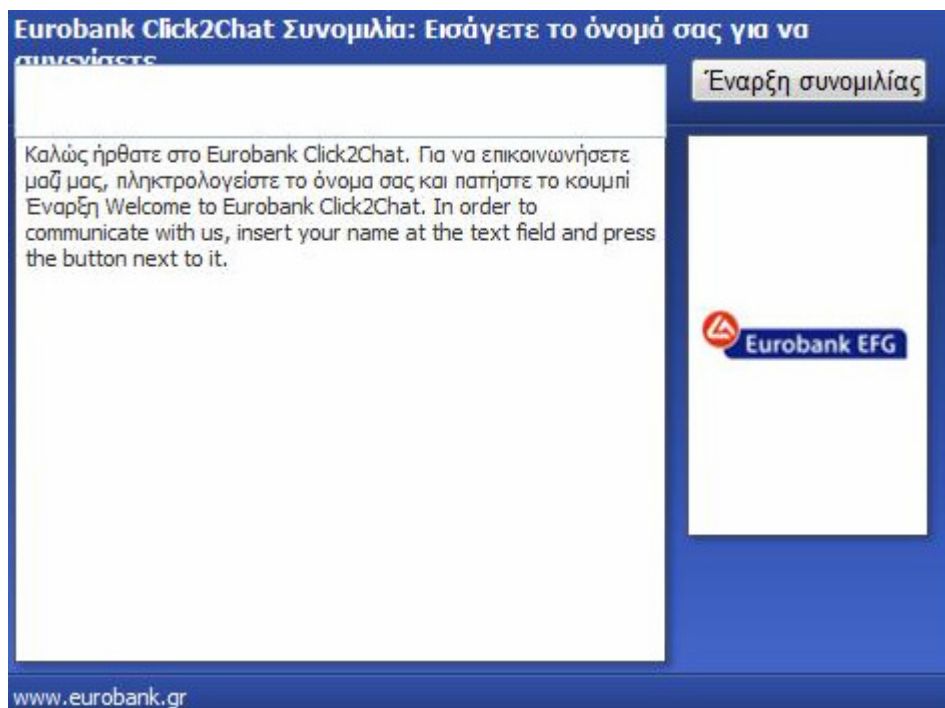 Eurobank Click2Chat Συνομιλία: Εισάγετε το όνομά σας για να
συνεχίσετε
Έναρξη συνομιλίας
Καλώς ήρθατε στο Eurobank Click2Chat. Για να επικοινωνήσετε
μαζί μας, πληκτρολογείστε το όνομα σας και πατήστε το κουμπί
Έναρξη Welcome to Eurobank Click2Chat. In order to
communicate with us, insert your name at the text field and press
the button next to it.
Eurobank EFG
www.eurobank.gr